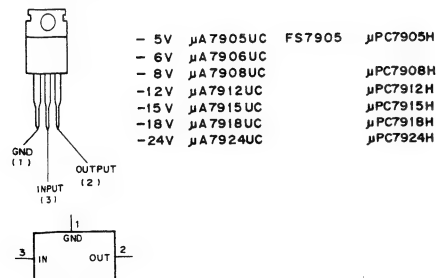 - 5V µA7905UC FS7905 µPC7905H
- 6V µA7906UC
- 8V µA7908UC µPC7908H
-12V µA7912UC µPC7912H
-15V µA7915UC µPC7915H
-18V µA7918UC µPC7918H
-24V µA7924UC µPC7924H
GND
(1)
OUTPUT
(2)
INPUT
(3)
1
GND
3 IN OUT 2